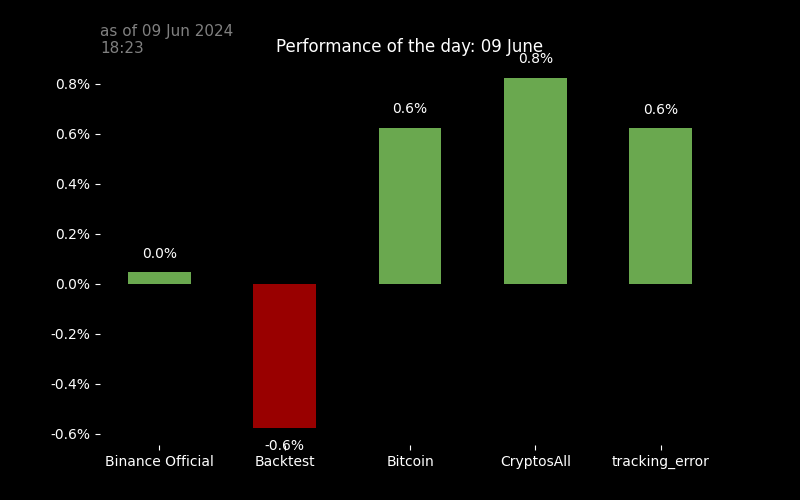 as of 09 Jun 2024
18:23
Performance of the day: 09 June
0.8%
0.8%
0.6%
0.6%
0.6%
0.4%
0.2%
0.0%
0.0%
-0.2%
-0.4%
-0.6%
-0.6%
Binance Official
Backtest
Bitcoin
CryptosAll
tracking_error